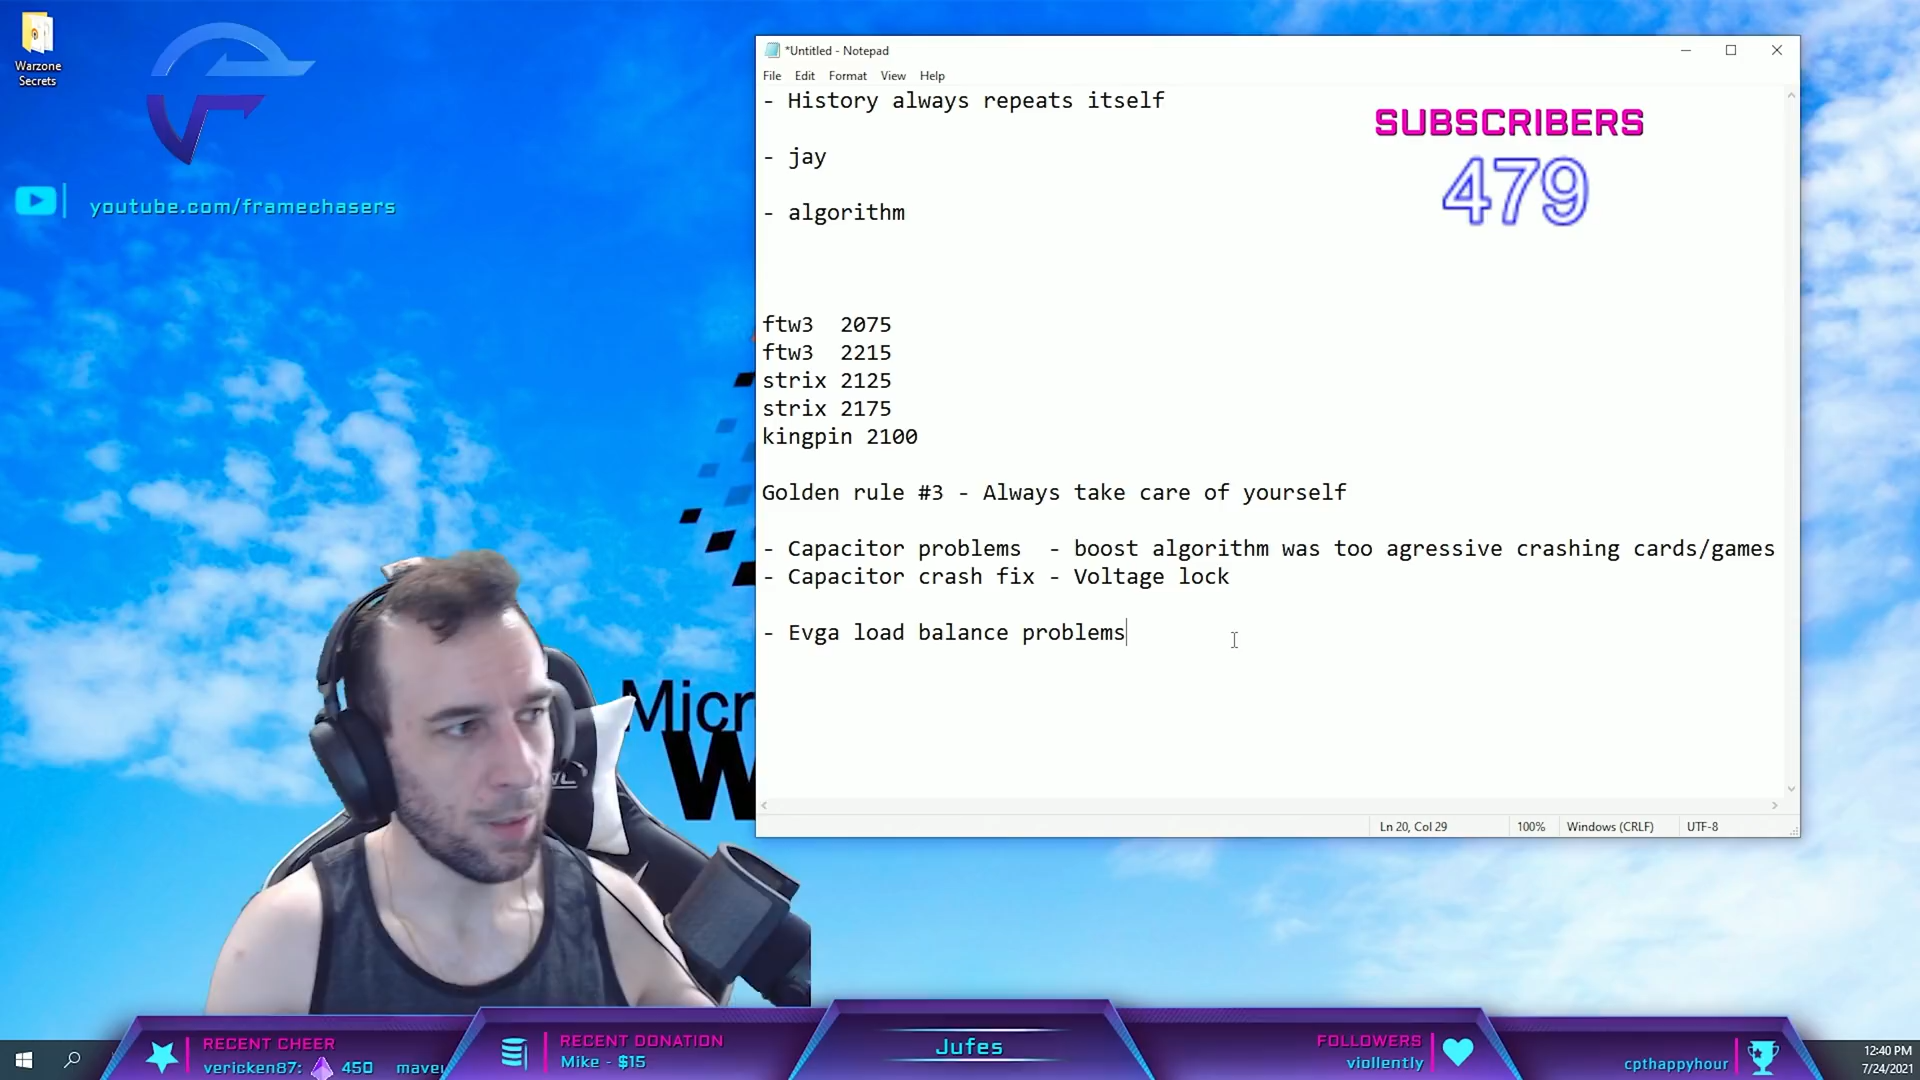 Warzone
Secrets
youtube.com/framechasers
*Untitled - Notepad
File Edit Format View Help
- History always repeats itself
- jay
- algorithm
SUBSCRIBERS
479
ftw3 2075
ftw3 2215
strix 2125
strix 2175
kingpin 2100
Golden rule #3 - Always take care of yourself
- Capacitor problems - boost algorithm was too agressive crashing cards/games
- Capacitor crash fix - Voltage lock
- Evga load balance problems
Ln 20, Col 29 100% Windows (CRLF) UTF-8
Micr
W
RECENT CHEER
vericken87: 450 maver
RECENT DONATION
Mike - $15
Jufes
FOLLOWERS
viollently
cpthappyhour
12:40 PM
7/24/2021